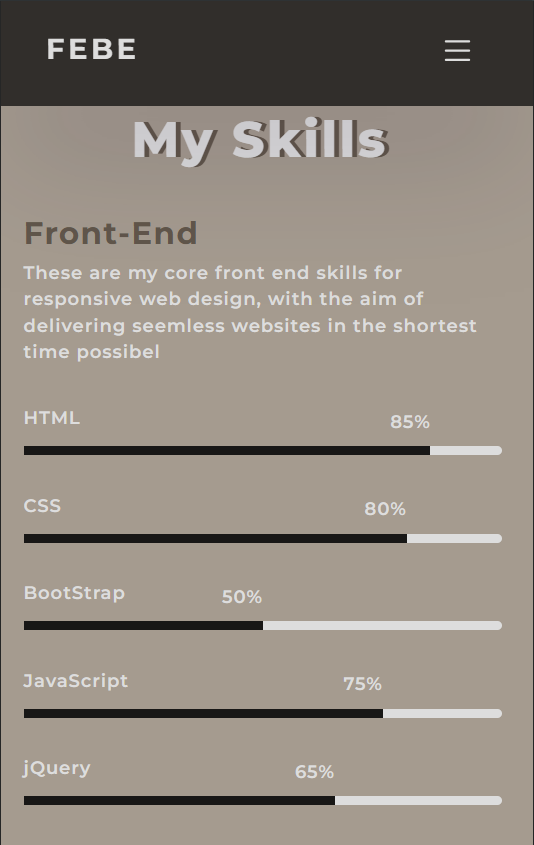 FEBE
My Skills
Front-End
These are my core front end skills for
responsive web design, with the aim of
delivering seemless websites in the shortest
time possibel
HTML
85%
CSS
80%
BootStrap
50%
JavaScript
75%
jQuery
65%